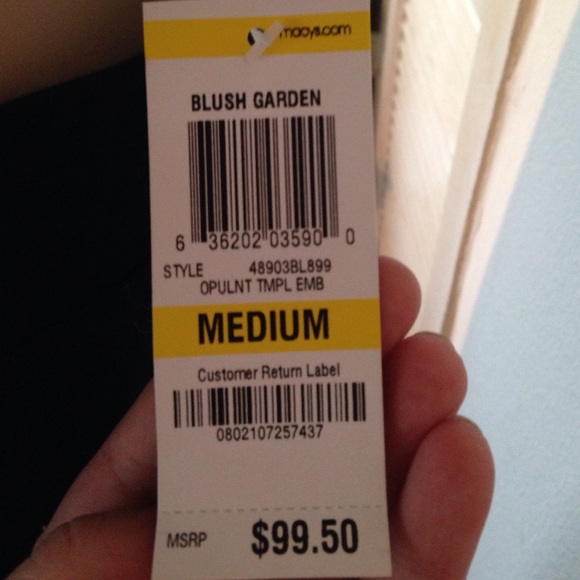 macys.com
BLUSH GARDEN
6 36202 03590 0
STYLE 48903BL899
OPULNT TMPL EMB
MEDIUM
Customer Return Label
0802107257437
MSRP $99.50